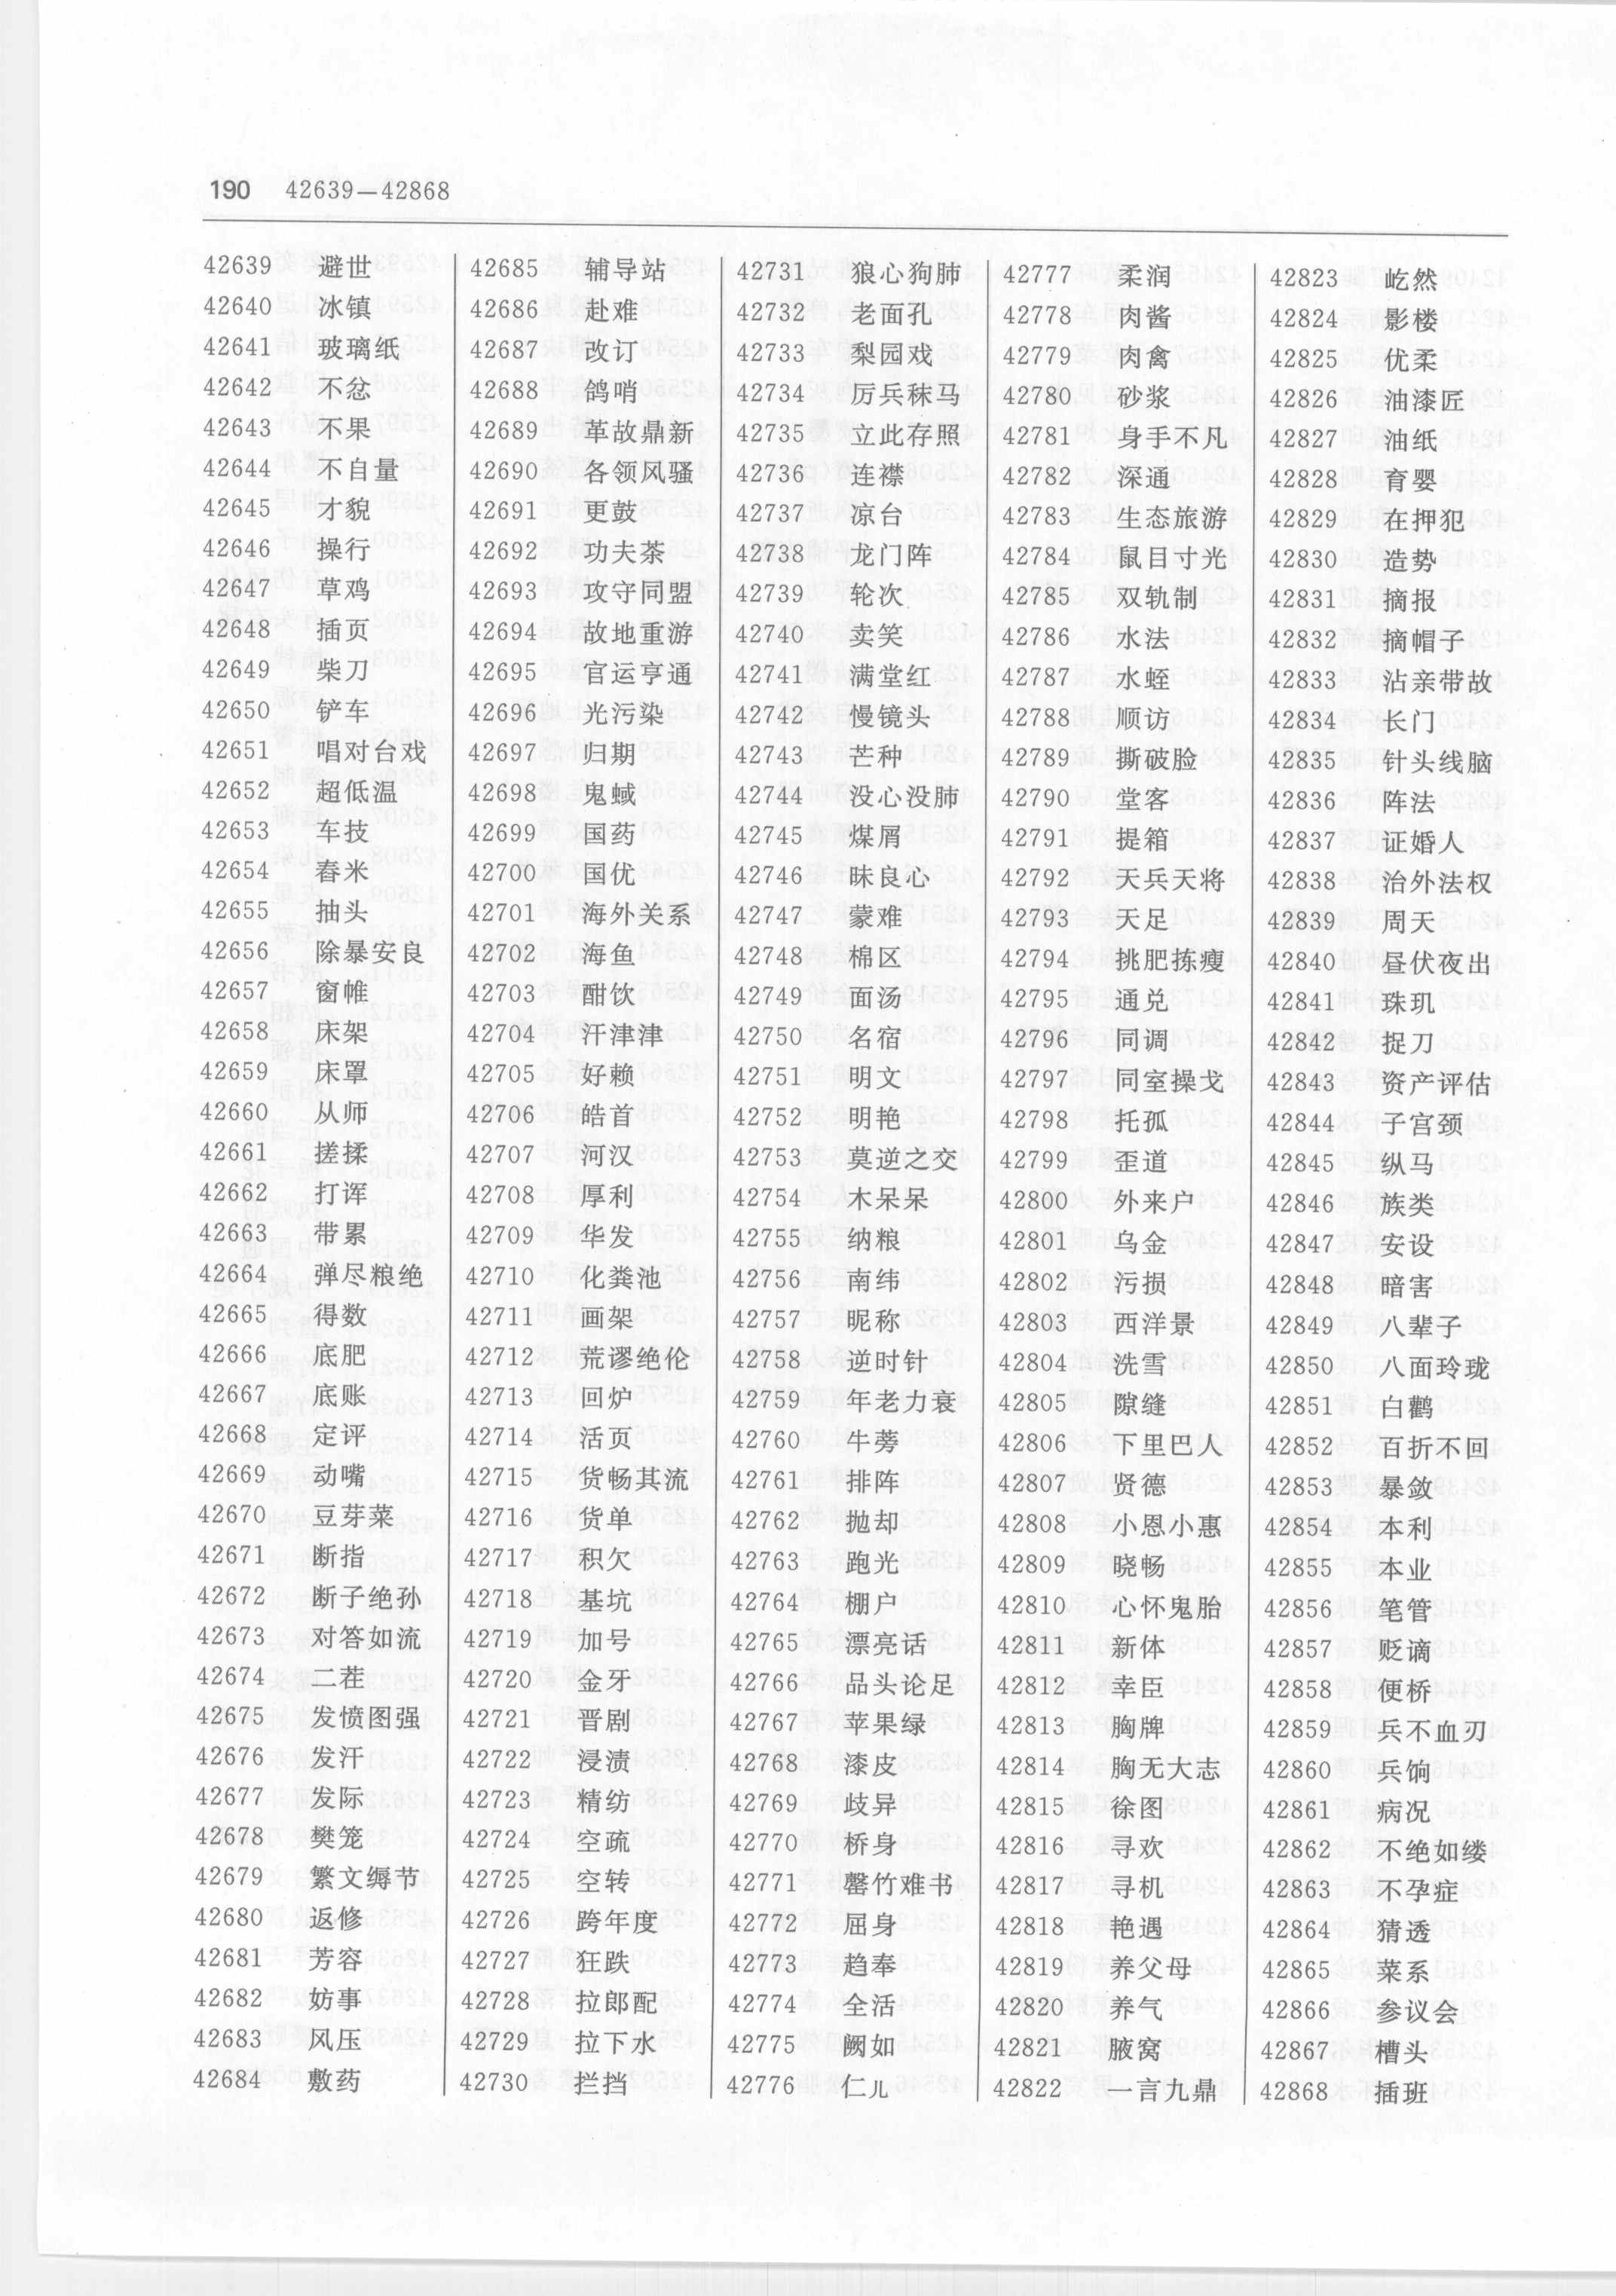 190 42639—42868
42639 避世
42640 冰镇
42641 玻璃纸
42642 不忿
42643 不果
42644 不自量
42645 才貌
42646 操行
42647 草鸡
42648 插页
42649 柴刀
42650 铲车
42651 唱对台戏
42652 超低温
42653 车技
42654 舂米
42655 抽头
42656 除暴安良
42657 窗帷
42658 床架
42659 床罩
42660 从师
42661 搓揉
42662 打诨
42663 带累
42664 弹尽粮绝
42665 得数
42666 底肥
42667 底账
42668 定评
42669 动嘴
42670 豆芽菜
42671 断指
42672 断子绝孙
42673 对答如流
42674 二茬
42675 发愤图强
42676 发汗
42677 发际
42678 樊笼
42679 繁文缛节
42680 返修
42681 芳容
42682 妨事
42683 风压
42684 敷药
42685 辅导站
42686 赴难
42687 改订
42688 鸽哨
42689 革故鼎新
42690 各领风骚
42691 更鼓
42692 功夫茶
42693 攻守同盟
42694 故地重游
42695 官运亨通
42696 光污染
42697 归期
42698 鬼蜮
42699 国药
42700 国优
42701 海外关系
42702 海鱼
42703 酣饮
42704 汗津津
42705 好赖
42706 皓首
42707 河汉
42708 厚利
42709 华发
42710 化粪池
42711 画架
42712 荒谬绝伦
42713 回炉
42714 活页
42715 货畅其流
42716 货单
42717 积欠
42718 基坑
42719 加号
42720 金牙
42721 晋剧
42722 浸渍
42723 精纺
42724 空疏
42725 空转
42726 跨年度
42727 狂跌
42728 拉郎配
42729 拉下水
42730 拦挡
42731 狼心狗肺
42732 老面孔
42733 梨园戏
42734 厉兵秣马
42735 立此存照
42736 连襟
42737 凉台
42738 龙门阵
42739 轮次
42740 卖笑
42741 满堂红
42742 慢镜头
42743 芒种
42744 没心没肺
42745 煤屑
42746 昧良心
42747 蒙难
42748 棉区
42749 面汤
42750 名宿
42751 明文
42752 明艳
42753 莫逆之交
42754 木呆呆
42755 纳粮
42756 南纬
42757 昵称
42758 逆时针
42759 年老力衰
42760 牛蒡
42761 排阵
42762 抛却
42763 跑光
42764 棚户
42765 漂亮话
42766 品头论足
42767 苹果绿
42768 漆皮
42769 歧异
42770 桥身
42771 罄竹难书
42772 屈身
42773 趋奉
42774 全活
42775 阙如
42776 仁儿
42777 柔润
42778 肉酱
42779 肉禽
42780 砂浆
42781 身手不凡
42782 深通
42783 生态旅游
42784 鼠目寸光
42785 双轨制
42786 水法
42787 水蛭
42788 顺访
42789 撕破脸
42790 堂客
42791 提箱
42792 天兵天将
42793 天足
42794 挑肥拣瘦
42795 通兑
42796 同调
42797 同室操戈
42798 托孤
42799 歪道
42800 外来户
42801 乌金
42802 污损
42803 西洋景
42804 洗雪
42805 隙缝
42806 下里巴人
42807 贤德
42808 小恩小惠
42809 晓畅
42810 心怀鬼胎
42811 新体
42812 幸臣
42813 胸牌
42814 胸无大志
42815 徐图
42816 寻欢
42817 寻机
42818 艳遇
42819 养父母
42820 养气
42821 腋窝
42822 一言九鼎
42823 屹然
42824 影楼
42825 优柔
42826 油漆匠
42827 油纸
42828 育婴
42829 在押犯
42830 造势
42831 摘报
42832 摘帽子
42833 沾亲带故
42834 长门
42835 针头线脑
42836 阵法
42837 证婚人
42838 治外法权
42839 周天
42840 昼伏夜出
42841 珠玑
42842 捉刀
42843 资产评估
42844 子宫颈
42845 纵马
42846 族类
42847 安设
42848 暗害
42849 八辈子
42850 八面玲珑
42851 白鹳
42852 百折不回
42853 暴敛
42854 本利
42855 本业
42856 笔管
42857 贬谪
42858 便桥
42859 兵不血刃
42860 兵饷
42861 病况
42862 不绝如缕
42863 不孕症
42864 猜透
42865 菜系
42866 参议会
42867 槽头
42868 插班